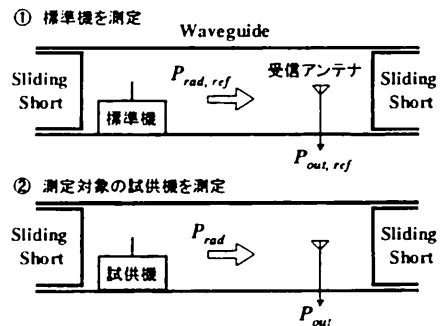 ① 標準機を測定
Waveguide
Sliding Short
標準機
P_rad, ref
受信アンテナ
P_out, ref
Sliding Short
② 測定対象の試供機を測定
Sliding Short
試供機
P_rad
P_out
Sliding Short